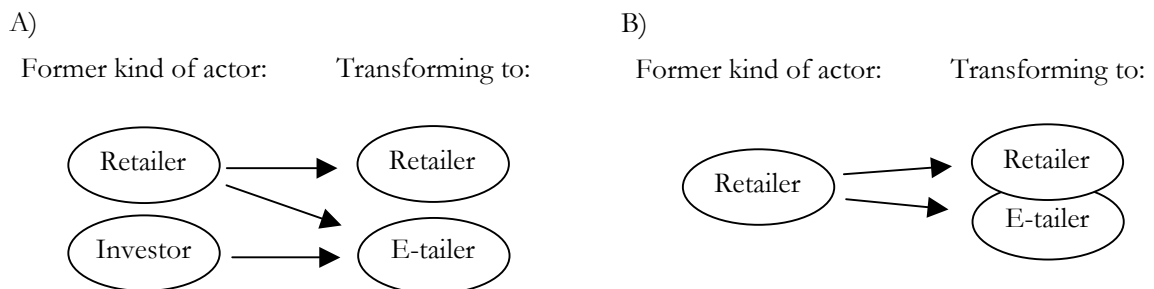 A)
Former kind of actor: Transforming to:
Retailer Retailer
Investor E-tailer
B)
Former kind of actor: Transforming to:
Retailer
Retailer
E-tailer